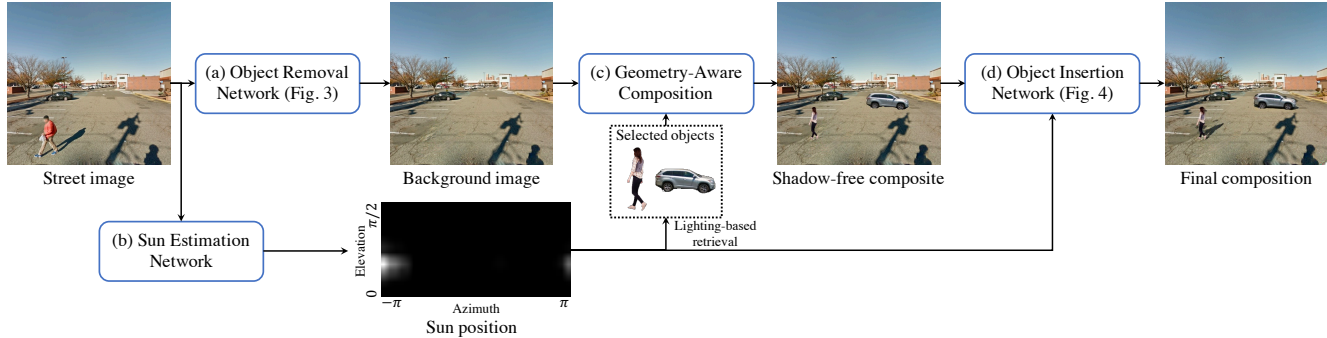 (a) Object Removal
Network (Fig. 3)
(c) Geometry-Aware
Composition
(d) Object Insertion
Network (Fig. 4)
Selected objects
Street image
Background image
Shadow-free composite
Final composition
(b) Sun Estimation
Network
Lighting-based
retrieval
Elevation
π/2
0
−π
π
Azimuth
Sun position